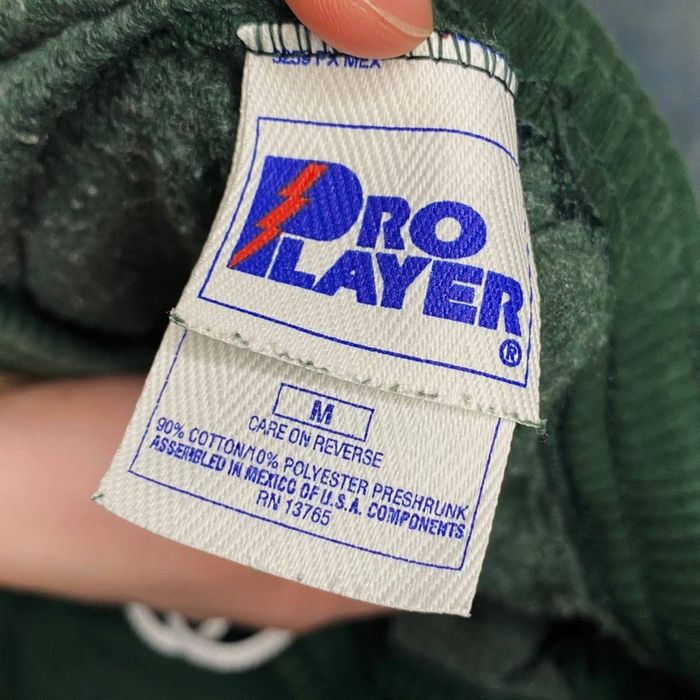 PRO
PLAYER
®
M
CARE ON REVERSE
90% COTTON/10% POLYESTER PRESHRUNK
ASSEMBLED IN MEXICO OF U.S.A. COMPONENTS
RN 13765